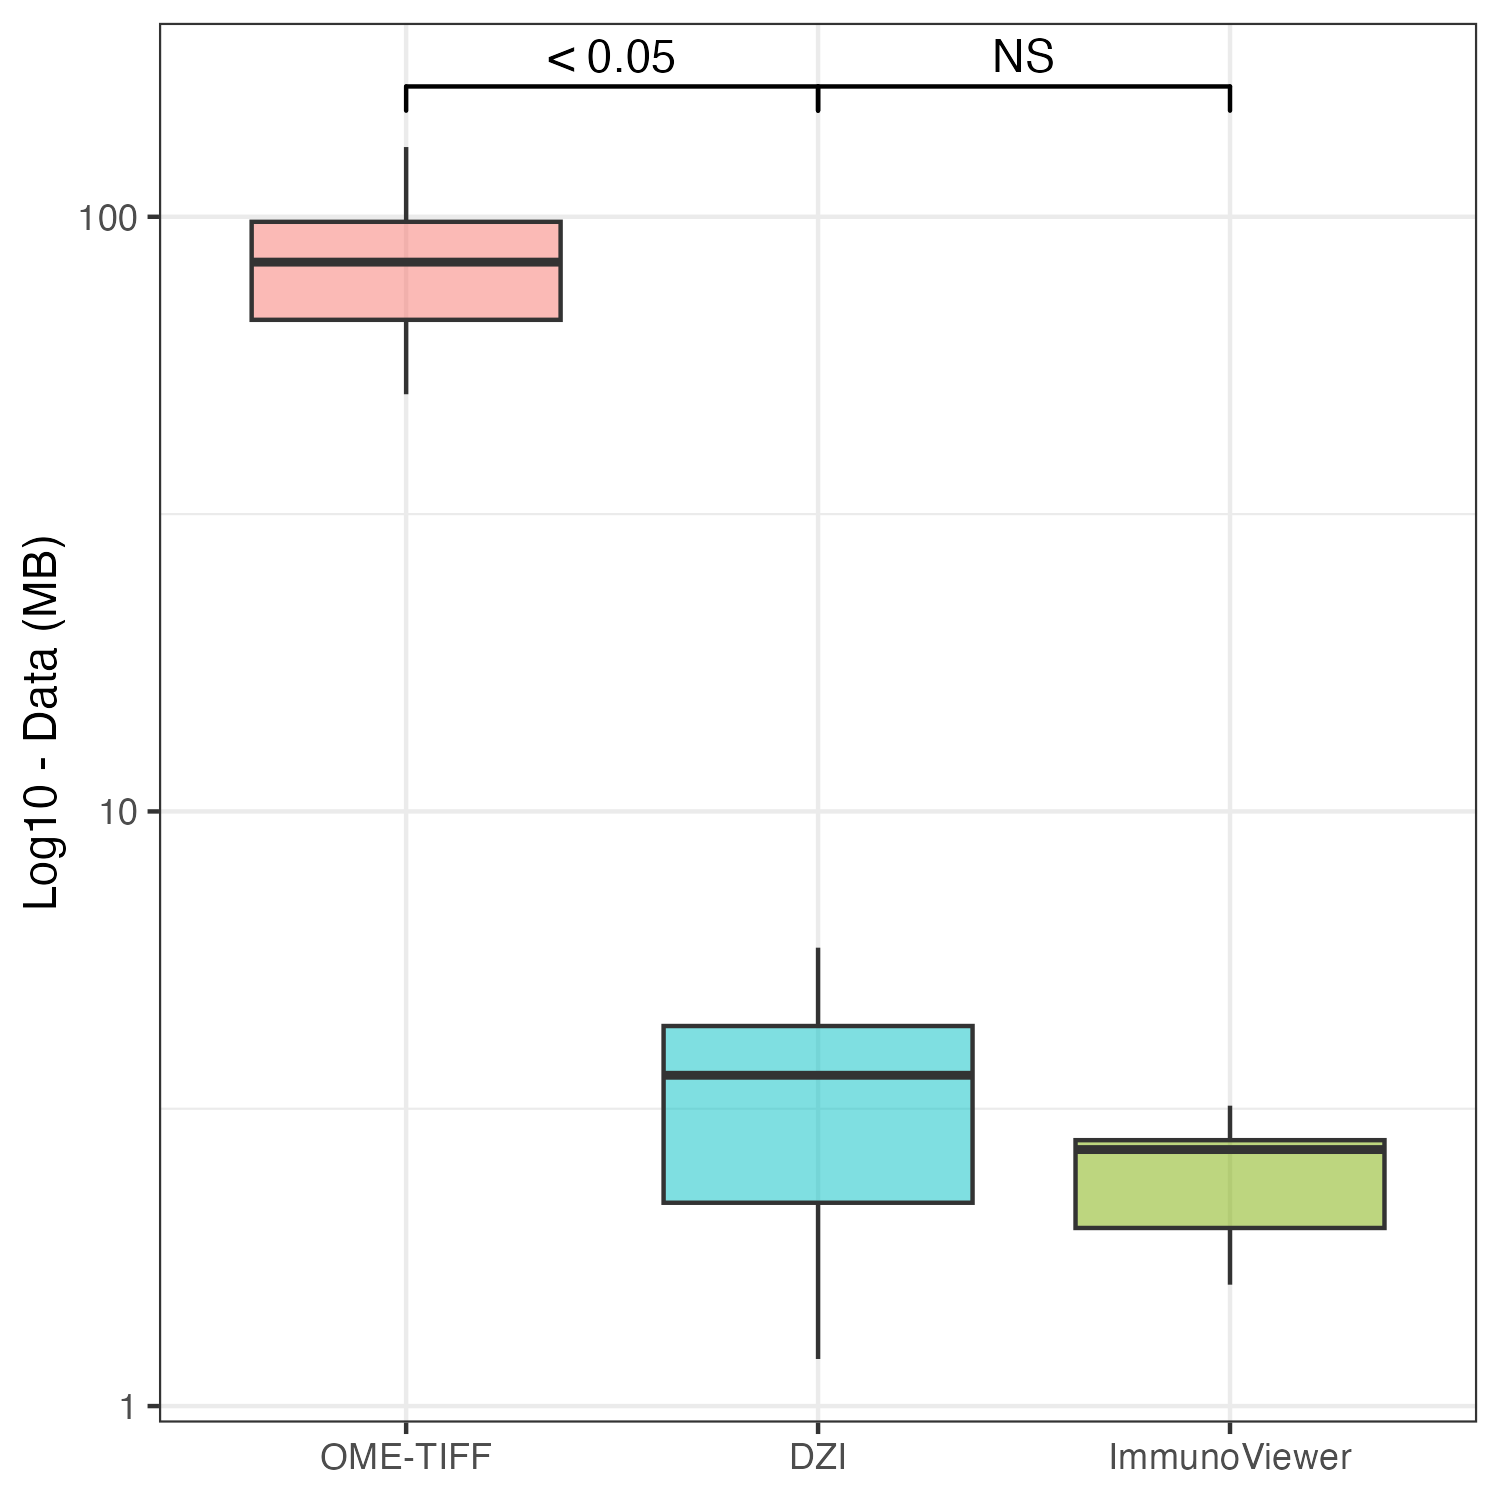 < 0.05 NS
100
10
1
Log10 - Data (MB)
OME-TIFF DZI ImmunoViewer